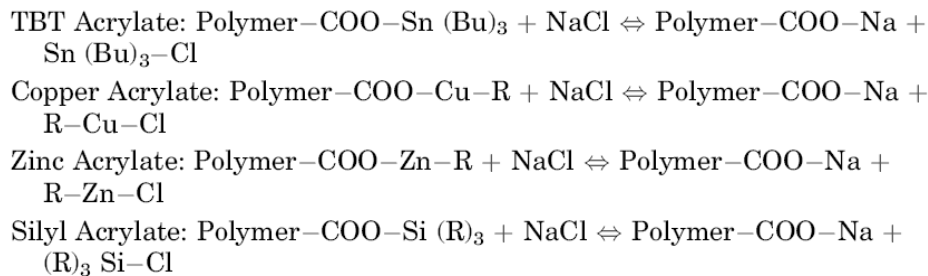 TBT Acrylate: Polymer−COO−Sn (Bu)₃ + NaCl ⇔ Polymer−COO−Na +
Sn (Bu)₃−Cl
Copper Acrylate: Polymer−COO−Cu−R + NaCl ⇔ Polymer−COO−Na +
R−Cu−Cl
Zinc Acrylate: Polymer−COO−Zn−R + NaCl ⇔ Polymer−COO−Na +
R−Zn−Cl
Silyl Acrylate: Polymer−COO−Si (R)₃ + NaCl ⇔ Polymer−COO−Na +
(R)₃ Si−Cl